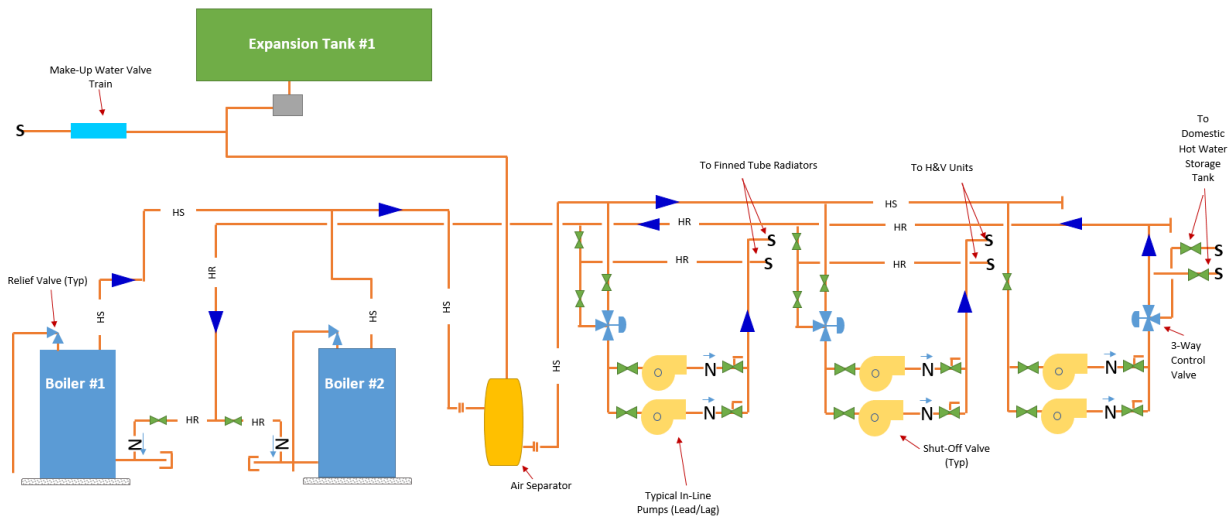 Expansion Tank #1
Make-Up Water Valve
Train
S
To
Domestic
Hot Water
Storage
Tank
To Finned Tube Radiators
To H&V Units
HS
HS
HR
HR
HR
S
S
HR
S
HR
S
S
S
Relief Valve (Typ)
HS
HR
HS
HS
HS
Boiler #1
Boiler #2
3-Way
Control
Valve
N
N
N
N
N
N
HR
HR
N
N
Air Separator
Typical In-Line
Pumps (Lead/Lag)
Shut-Off Valve
(Typ)